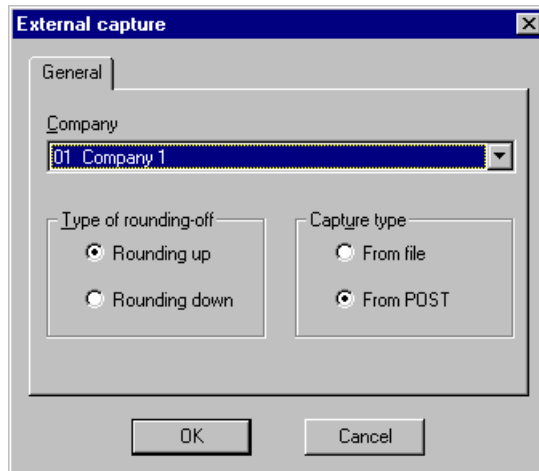 External capture
General
Company
01 Company 1
Type of rounding-off
Capture type
Rounding up
From file
Rounding down
From POST
OK
Cancel